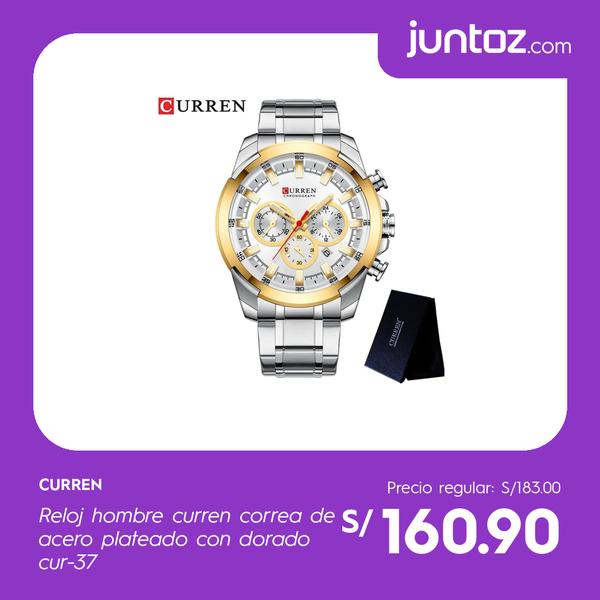 juntoz.com
CURREN
CURREN
CHRONOGRAPH
CURREN
CURREN
Precio regular: S/183.00
Reloj hombre curren correa de
acero plateado con dorado
cur-37
S/160.90